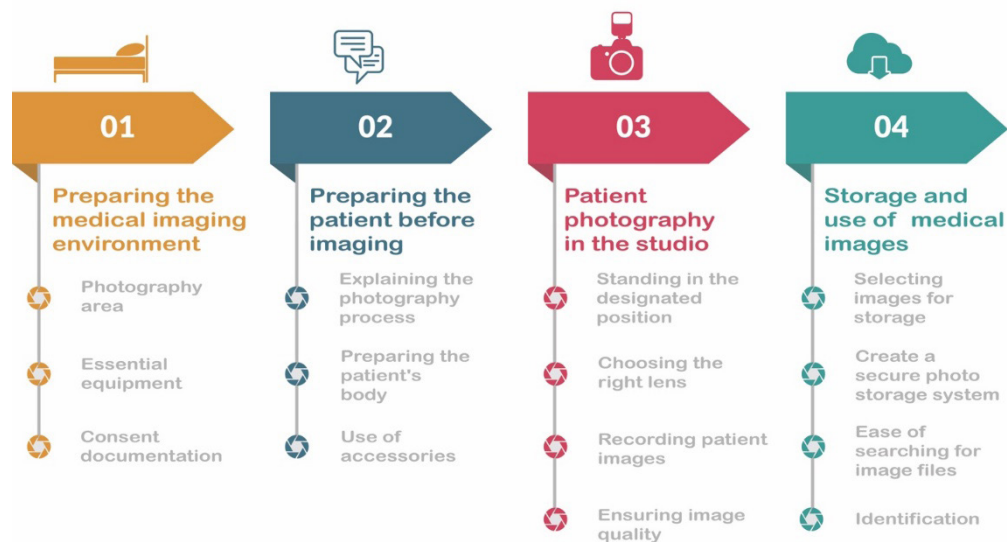 01
Preparing the
medical imaging
environment
Photography
area
Essential
equipment
Consent
documentation
02
Preparing the
patient before
imaging
Explaining the
photography
process
Preparing the
patient's
body
Use of
accessories
03
Patient
photography
in the studio
Standing in the
designated
position
Choosing the
right lens
Recording patient
images
Ensuring image
quality
04
Storage and
use of medical
images
Selecting
images for
storage
Create a
secure photo
storage system
Ease of
searching for
image files
Identification